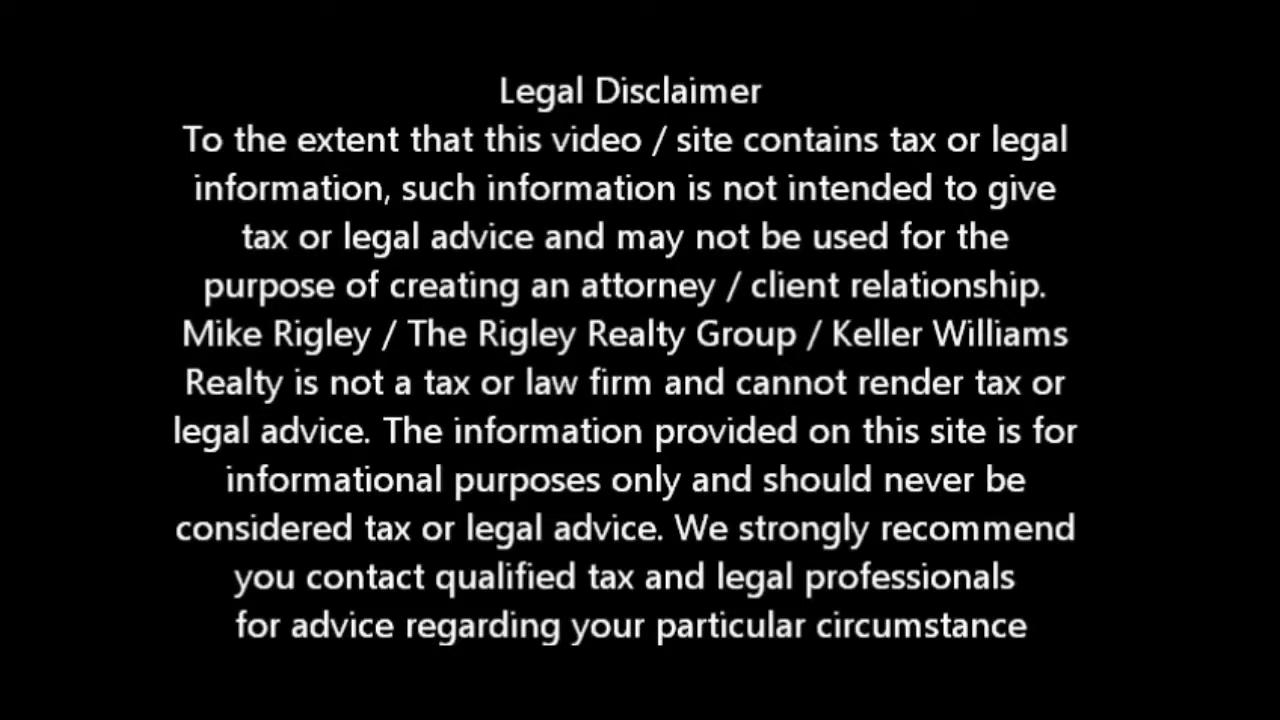 Legal Disclaimer
To the extent that this video / site contains tax or legal
information, such information is not intended to give
tax or legal advice and may not be used for the
purpose of creating an attorney / client relationship.
Mike Rigley / The Rigley Realty Group / Keller Williams
Realty is not a tax or law firm and cannot render tax or
legal advice. The information provided on this site is for
informational purposes only and should never be
considered tax or legal advice. We strongly recommend
you contact qualified tax and legal professionals
for advice regarding your particular circumstance